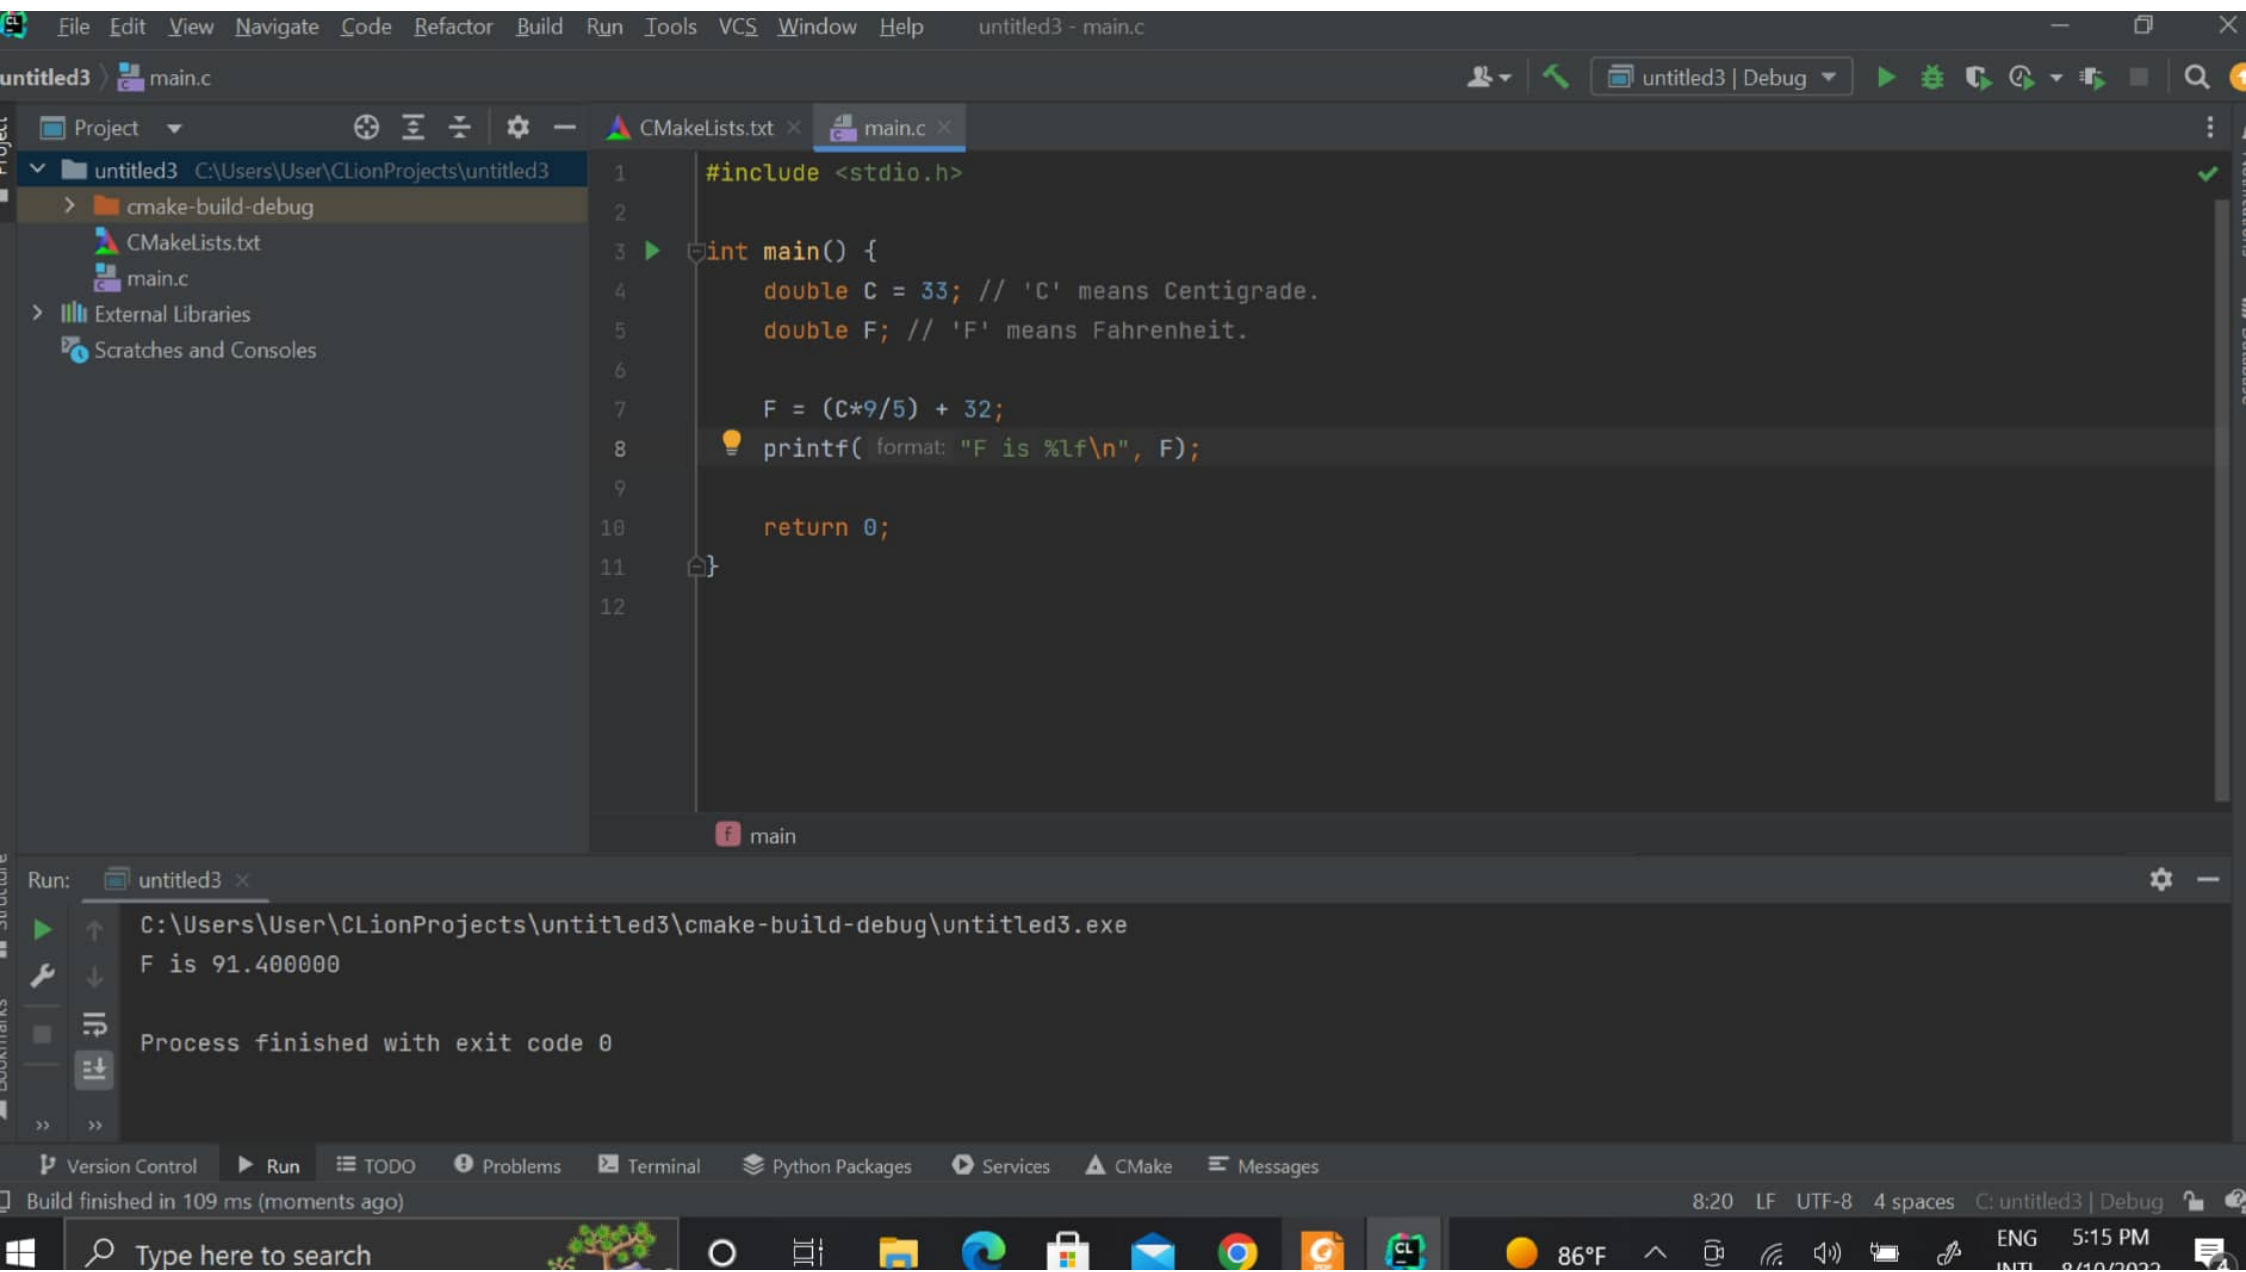 File Edit View Navigate Code Refactor Build Run Tools VCS Window Help untitled3 - main.c
untitled3 main.c untitled3 | Debug
Project CMakeLists.txt main.c
untitled3 C:\Users\User\CLionProjects\untitled3
cmake-build-debug
CMakeLists.txt
main.c
External Libraries
Scratches and Consoles
1 #include <stdio.h>
2
3 int main() {
4 double C = 33; // 'C' means Centigrade.
5 double F; // 'F' means Fahrenheit.
6
7 F = (C*9/5) + 32;
8 printf( format: "F is %lf\n", F);
9
10 return 0;
11 }
12
main
Run: untitled3
C:\Users\User\CLionProjects\untitled3\cmake-build-debug\untitled3.exe
F is 91.400000
Process finished with exit code 0
Bookmarks
Version Control Run TODO Problems Terminal Python Packages Services CMake Messages
Build finished in 109 ms (moments ago) 8:20 LF UTF-8 4 spaces C: untitled3 | Debug
Type here to search 86°F ENG 5:15 PM
INTL 8/10/2022